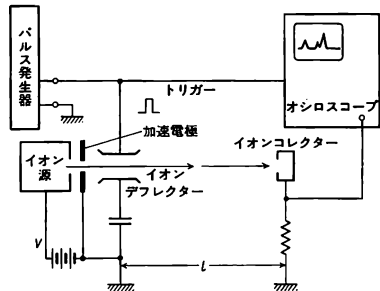 パルス発生器
トリガー
オシロスコープ
加速電極
イオンコレクター
イオン
源
イオン
デフレクター
V
l